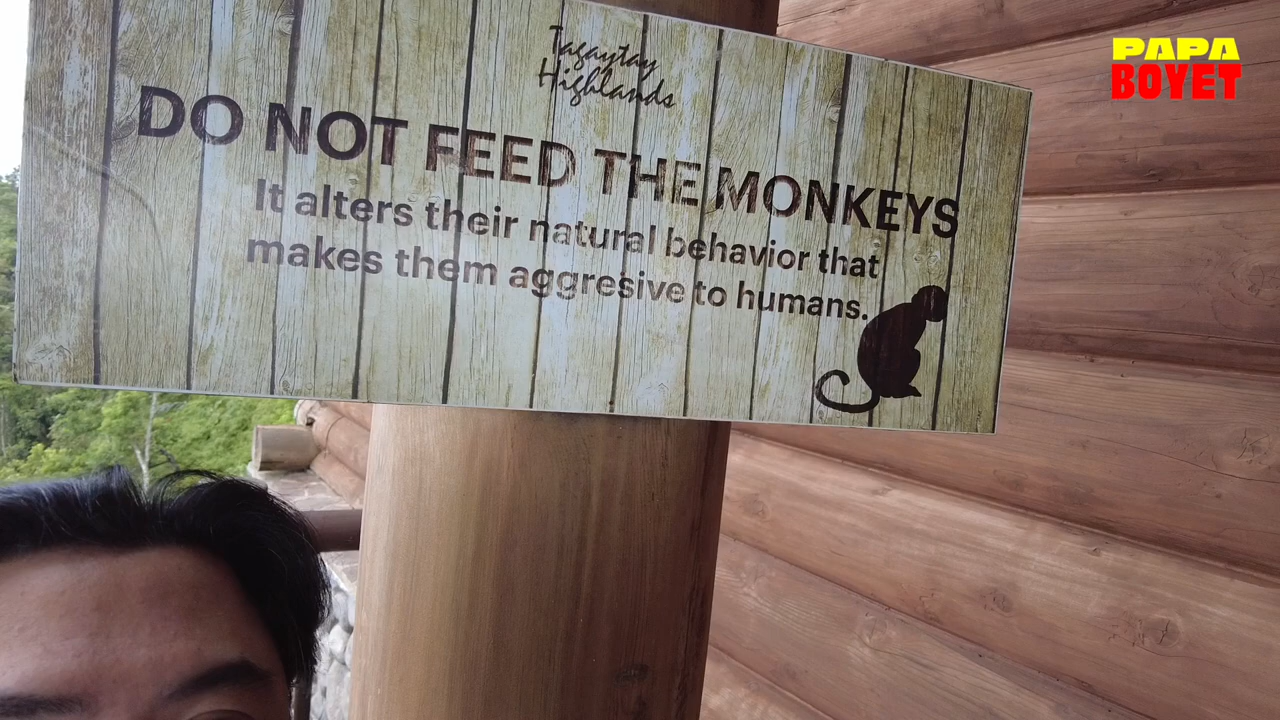 Tagaytay
Highlands
DO NOT FEED THE MONKEYS
It alters their natural behavior that
makes them aggresive to humans.
PAPA
BOYET